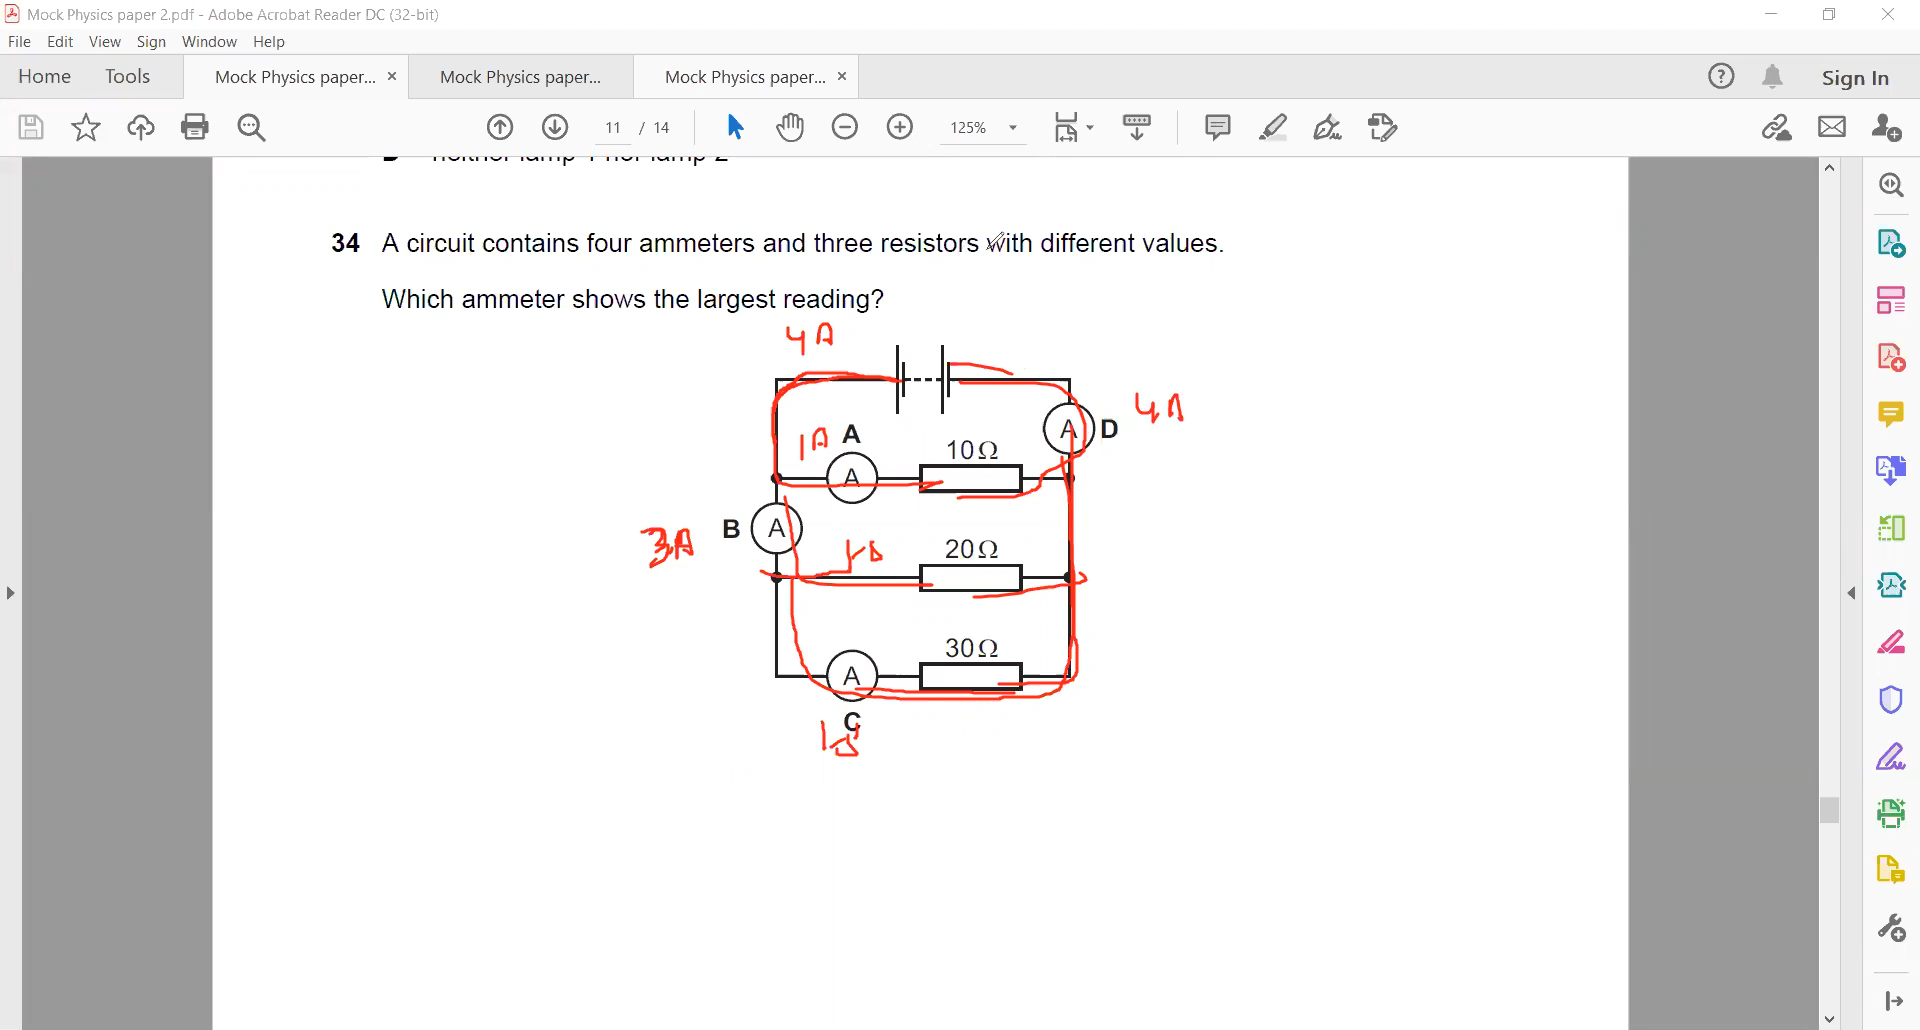 Mock Physics paper 2.pdf - Adobe Acrobat Reader DC (32-bit)
File Edit View Sign Window Help
Home Tools Mock Physics paper... × Mock Physics paper... Mock Physics paper... × Sign In
11 / 14 125%
34 A circuit contains four ammeters and three resistors with different values.
Which ammeter shows the largest reading?
4A
4A
A D
1A A 10Ω
A
B A
3A
20Ω
30Ω
A
C